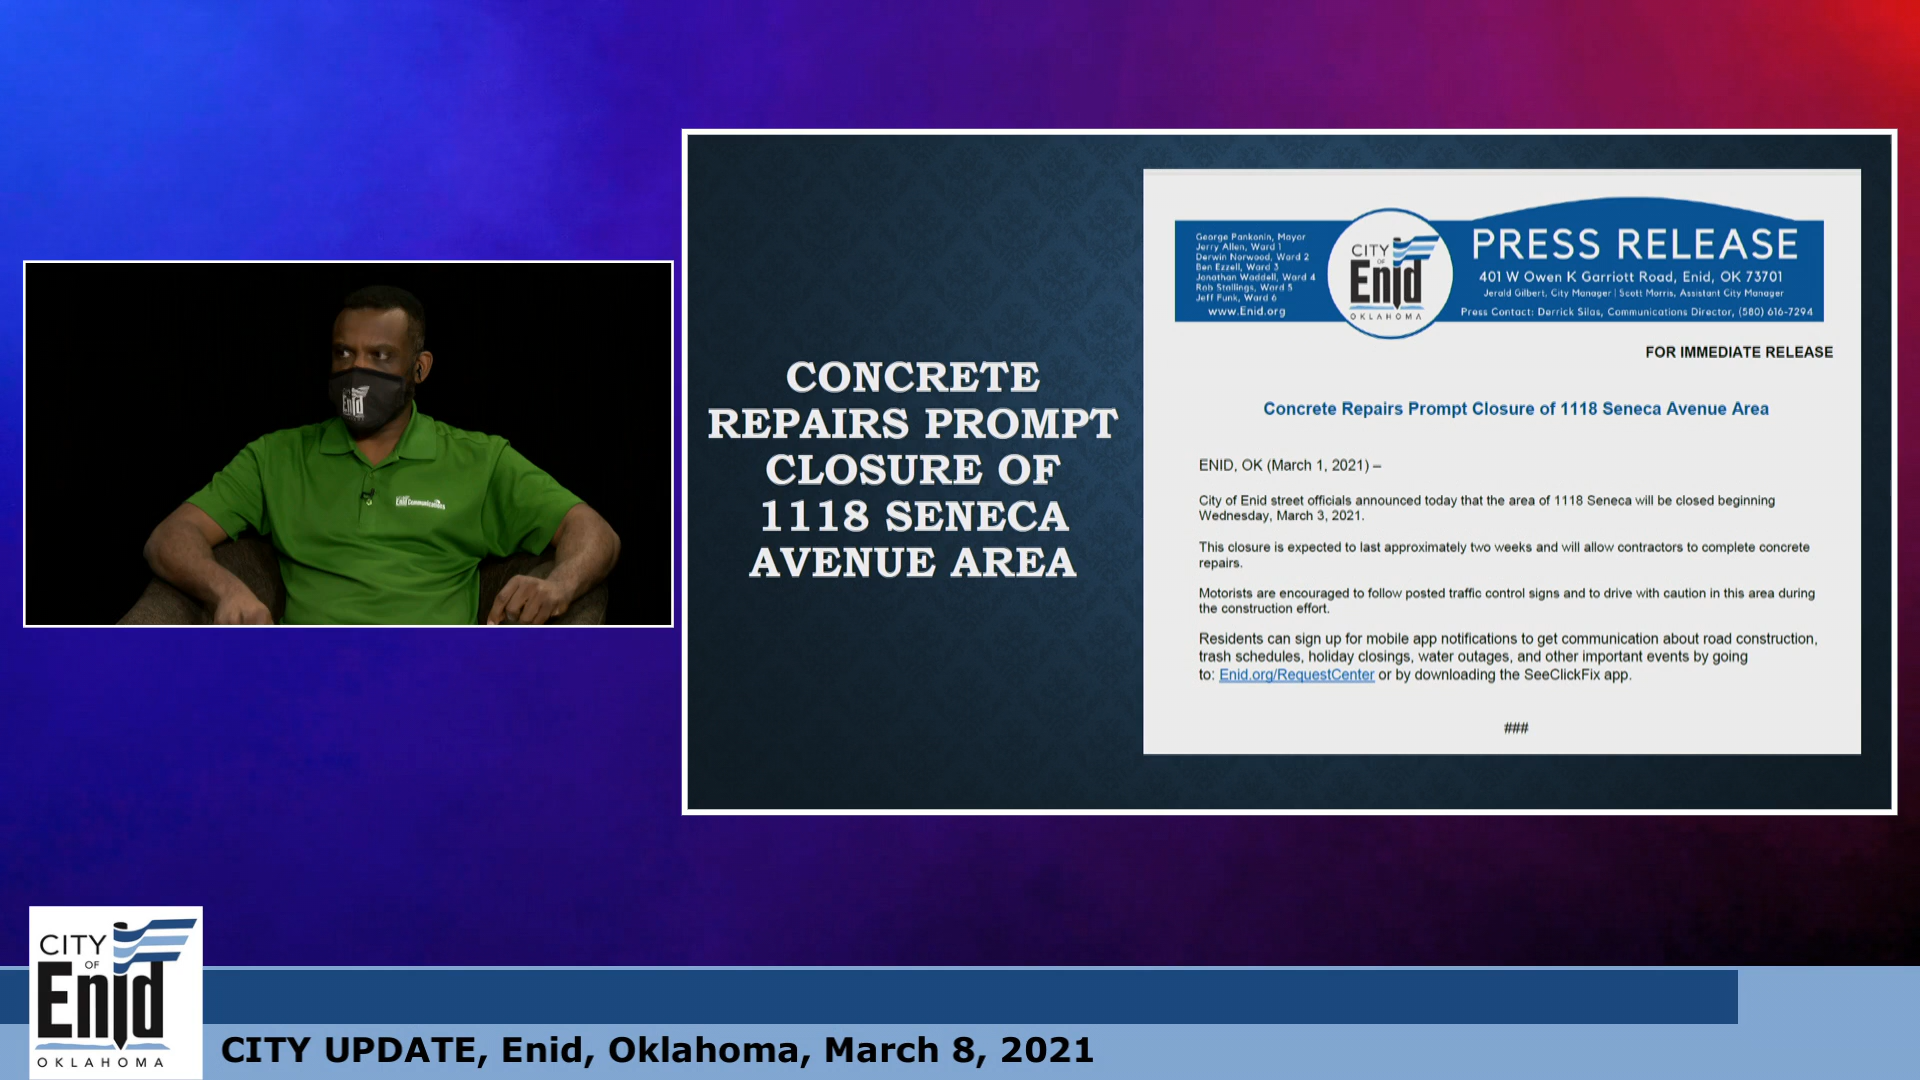 Enid
Enid Communications
CONCRETE
REPAIRS PROMPT
CLOSURE OF
1118 SENECA
AVENUE AREA
George Pankonin, Mayor
Jerry Allen, Ward 1
Derwin Norwood, Ward 2
Ben Ezzell, Ward 3
Jonathan Waddell, Ward 4
Rob Stallings, Ward 5
Jeff Funk, Ward 6
www.Enid.org
CITY
OF
Enid
OKLAHOMA
PRESS RELEASE
401 W Owen K Garriott Road, Enid, OK 73701
Jerald Gilbert, City Manager | Scott Morris, Assistant City Manager
Press Contact: Derrick Silas, Communications Director, (580) 616-7294
FOR IMMEDIATE RELEASE
Concrete Repairs Prompt Closure of 1118 Seneca Avenue Area
ENID, OK (March 1, 2021) –
City of Enid street officials announced today that the area of 1118 Seneca will be closed beginning
Wednesday, March 3, 2021.
This closure is expected to last approximately two weeks and will allow contractors to complete concrete
repairs.
Motorists are encouraged to follow posted traffic control signs and to drive with caution in this area during
the construction effort.
Residents can sign up for mobile app notifications to get communication about road construction,
trash schedules, holiday closings, water outages, and other important events by going
to: Enid.org/RequestCenter or by downloading the SeeClickFix app.
###
CITY
OF
Enid
OKLAHOMA
CITY UPDATE, Enid, Oklahoma, March 8, 2021